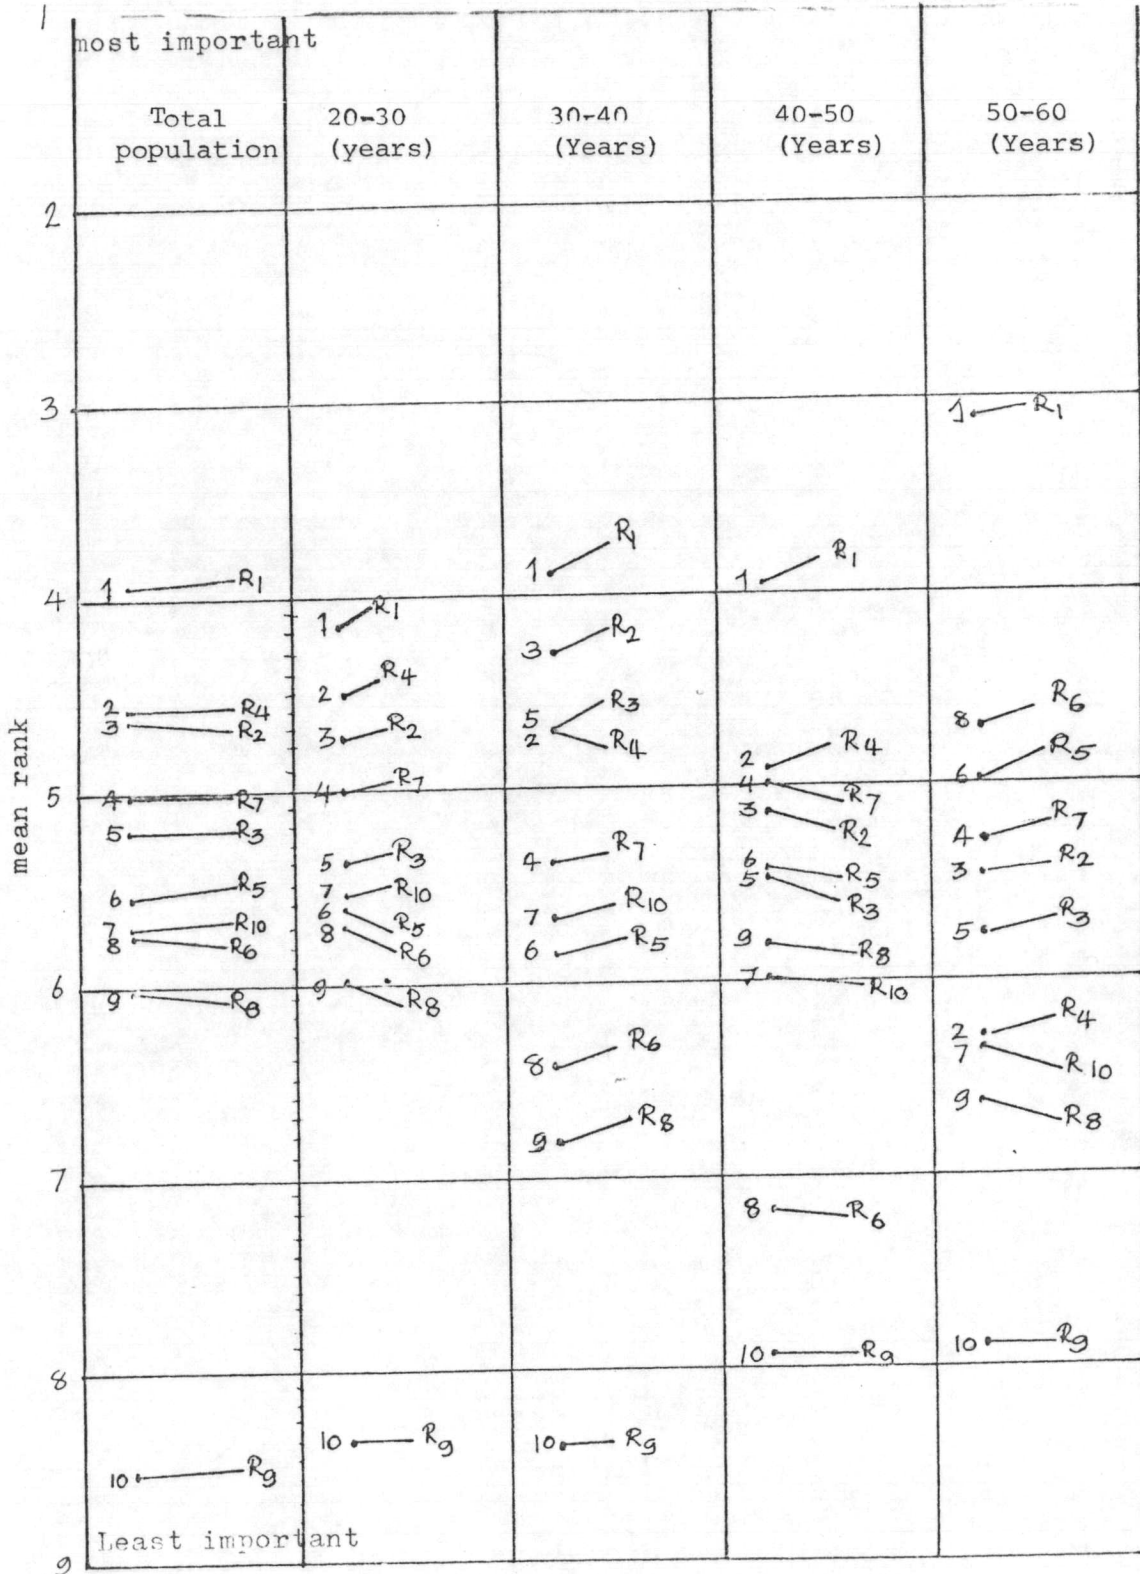 1
most important
Total population
20-30 (years)
30-40 (Years)
40-50 (Years)
50-60 (Years)
mean rank
2
3
4
5
6
7
8
9
1 R1
2 R4
3 R2
4 R7
5 R3
6 R5
7 R10
8 R6
9 R8
10 R9
1 R1
2 R4
3 R2
4 R7
5 R3
7 R10
6 R5
8 R6
9 R8
10 R9
1 R1
3 R2
5 R3
2 R4
4 R7
7 R10
6 R5
8 R6
9 R8
10 R9
1 R1
2 R4
4 R7
3 R2
6 R5
5 R3
9 R8
7 R10
8 R6
10 R9
1 R1
8 R6
6 R5
4 R7
3 R2
5 R3
2 R4
7 R10
9 R8
10 R9
Least important